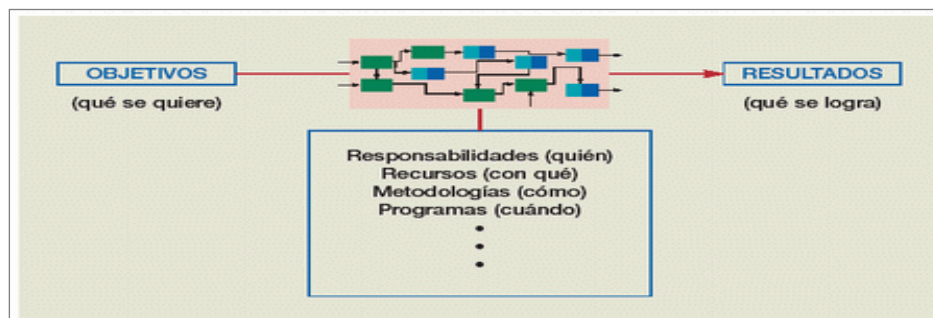 OBJETIVOS
(qué se quiere)
RESULTADOS
(qué se logra)
Responsabilidades (quién)
Recursos (con qué)
Metodologías (cómo)
Programas (cuándo)